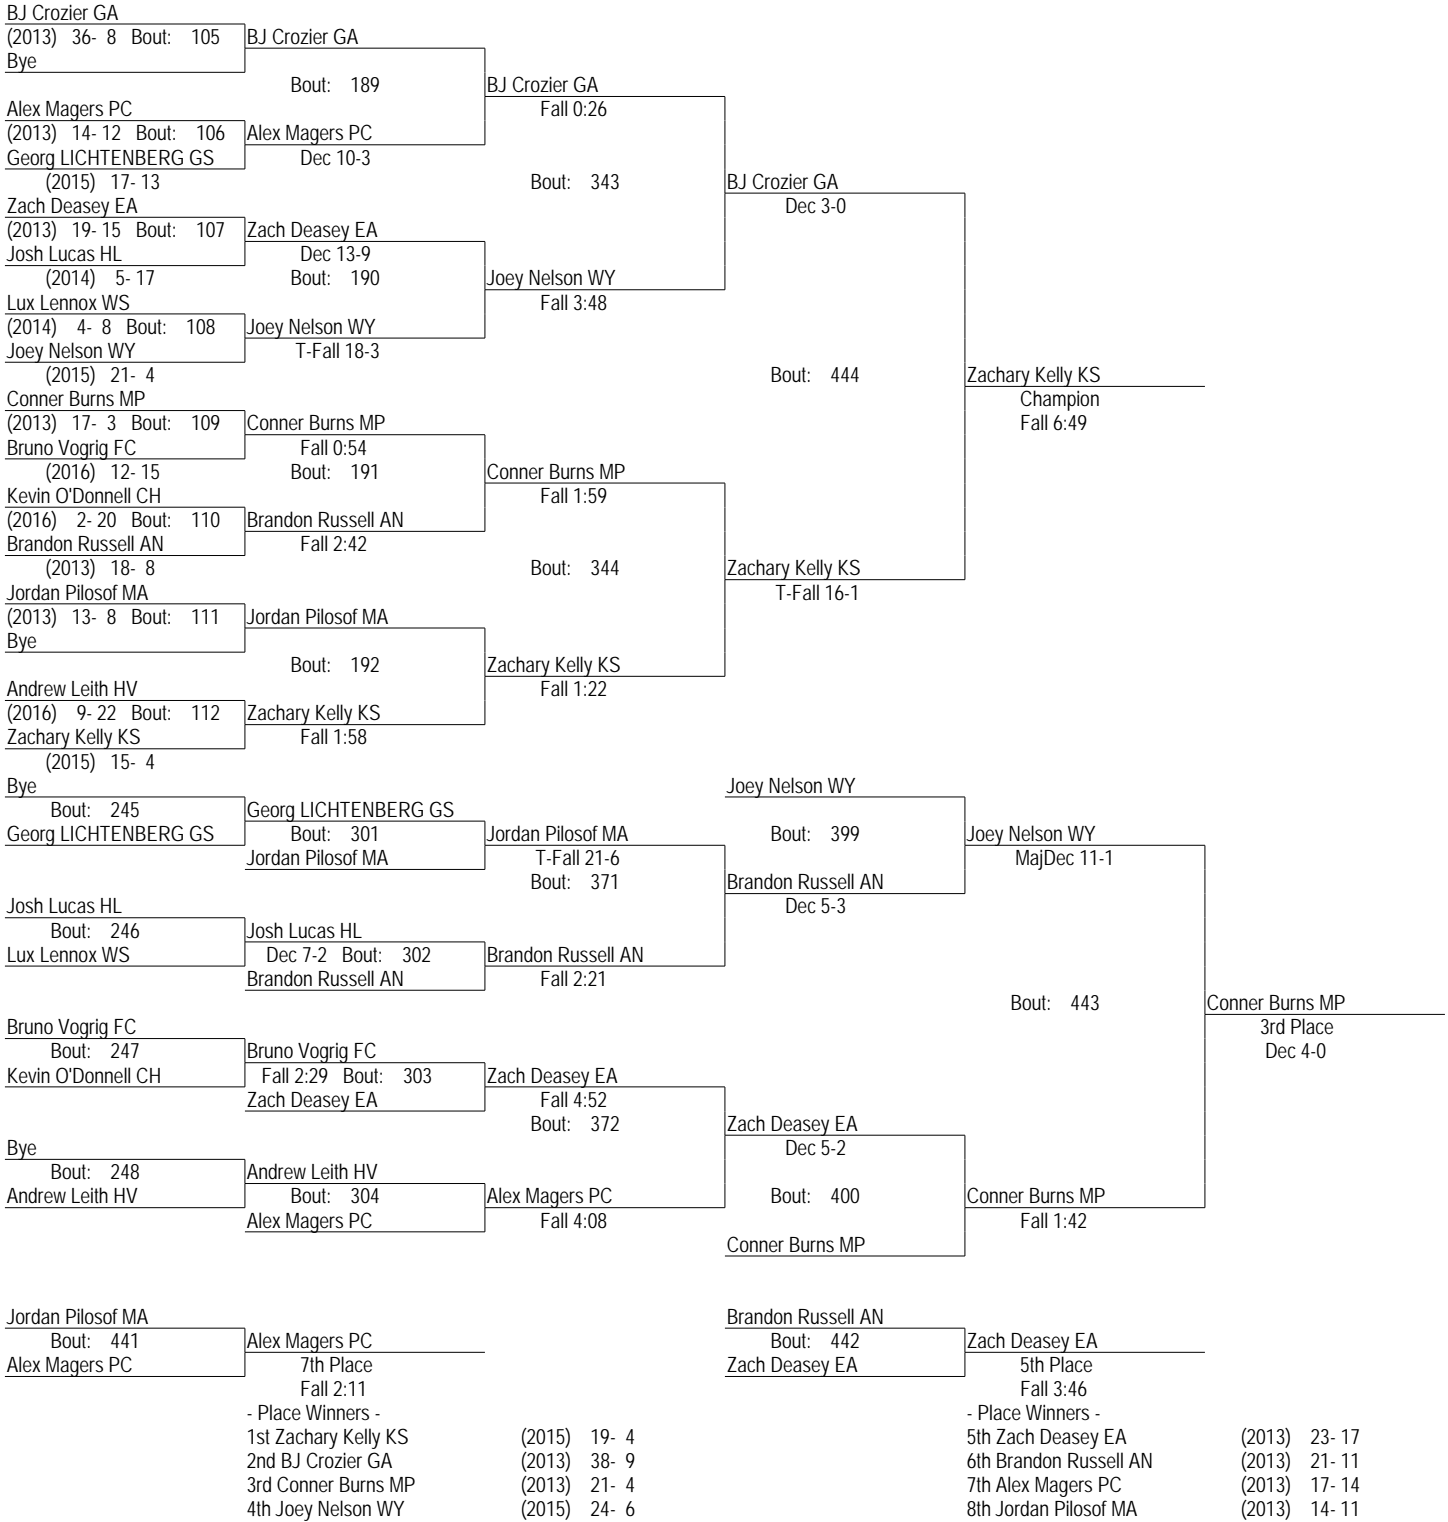 BJ Crozier GA
(2013) 36- 8 Bout: 105 BJ Crozier GA
Bye
Bout: 189 BJ Crozier GA
Alex Magers PC Fall 0:26
(2013) 14- 12 Bout: 106 Alex Magers PC
Georg LICHTENBERG GS Dec 10-3
(2015) 17- 13 Bout: 343 BJ Crozier GA
Zach Deasey EA Dec 3-0
(2013) 19- 15 Bout: 107 Zach Deasey EA
Josh Lucas HL Dec 13-9
(2014) 5- 17 Bout: 190 Joey Nelson WY
Lux Lennox WS Fall 3:48
(2014) 4- 8 Bout: 108 Joey Nelson WY
Joey Nelson WY T-Fall 18-3
(2015) 21- 4 Bout: 444 Zachary Kelly KS
Conner Burns MP Champion
(2013) 17- 3 Bout: 109 Conner Burns MP Fall 6:49
Bruno Vogrig FC Fall 0:54
(2016) 12- 15 Bout: 191 Conner Burns MP
Kevin O'Donnell CH Fall 1:59
(2016) 2- 20 Bout: 110 Brandon Russell AN
Brandon Russell AN Fall 2:42
(2013) 18- 8 Bout: 344 Zachary Kelly KS
Jordan Pilosof MA T-Fall 16-1
(2013) 13- 8 Bout: 111 Jordan Pilosof MA
Bye
Bout: 192 Zachary Kelly KS
Andrew Leith HV Fall 1:22
(2016) 9- 22 Bout: 112 Zachary Kelly KS
Zachary Kelly KS Fall 1:58
(2015) 15- 4
Bye Joey Nelson WY
Bout: 245 Georg LICHTENBERG GS
Georg LICHTENBERG GS Bout: 301 Jordan Pilosof MA Bout: 399 Joey Nelson WY
Jordan Pilosof MA T-Fall 21-6 MajDec 11-1
Bout: 371 Brandon Russell AN
Josh Lucas HL Dec 5-3
Bout: 246 Josh Lucas HL
Lux Lennox WS Dec 7-2 Bout: 302 Brandon Russell AN
Brandon Russell AN Fall 2:21
Bout: 443 Conner Burns MP
Bruno Vogrig FC 3rd Place
Bout: 247 Bruno Vogrig FC Dec 4-0
Kevin O'Donnell CH Fall 2:29 Bout: 303 Zach Deasey EA
Zach Deasey EA Fall 4:52
Bout: 372 Zach Deasey EA
Bye Dec 5-2
Bout: 248 Andrew Leith HV
Andrew Leith HV Bout: 304 Alex Magers PC Bout: 400 Conner Burns MP
Alex Magers PC Fall 4:08 Fall 1:42
Conner Burns MP
Jordan Pilosof MA Brandon Russell AN
Bout: 441 Alex Magers PC Bout: 442 Zach Deasey EA
Alex Magers PC 7th Place Zach Deasey EA 5th Place
Fall 2:11 Fall 3:46
- Place Winners - - Place Winners -
1st Zachary Kelly KS (2015) 19- 4 5th Zach Deasey EA (2013) 23- 17
2nd BJ Crozier GA (2013) 38- 9 6th Brandon Russell AN (2013) 21- 11
3rd Conner Burns MP (2013) 21- 4 7th Alex Magers PC (2013) 17- 14
4th Joey Nelson WY (2015) 24- 6 8th Jordan Pilosof MA (2013) 14- 11